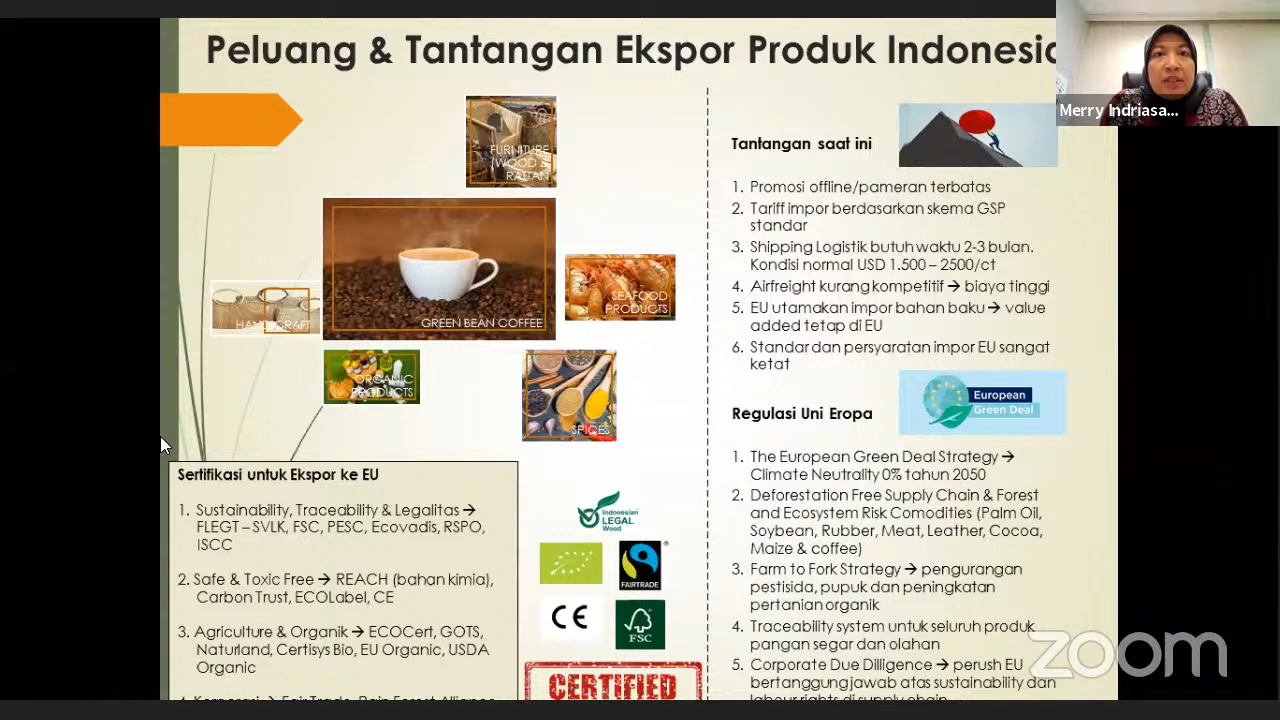 Peluang & Tantangan Ekspor Produk Indonesia
Merry Indriasa...
FURNITURE
(WOOD &
RATTAN
GREEN BEAN COFFEE
HANDICRAFT
SEAFOOD
PRODUCTS
ORGANIC
PRODUCTS
SPICES
Sertifikasi untuk Ekspor ke EU
1. Sustainability, Traceability & Legalitas →
FLEGT – SVLK, FSC, PESC, Ecovadis, RSPO,
ISCC
2. Safe & Toxic Free → REACH (bahan kimia),
Carbon Trust, ECOLabel, CE
3. Agriculture & Organik → ECOCert, GOTS,
Naturland, Certisys Bio, EU Organic, USDA
Organic
4. Korporasi → Fair Trade, Rain Forest Alliance
Indonesian
LEGAL
Wood
FAIRTRADE
CE
FSC
CERTIFIED
Tantangan saat ini
1. Promosi offline/pameran terbatas
2. Tariff impor berdasarkan skema GSP
standar
3. Shipping Logistik butuh waktu 2-3 bulan.
Kondisi normal USD 1.500 – 2500/ct
4. Airfreight kurang kompetitif → biaya tinggi
5. EU utamakan impor bahan baku → value
added tetap di EU
6. Standar dan persyaratan impor EU sangat
ketat
European
Green Deal
Regulasi Uni Eropa
1. The European Green Deal Strategy →
Climate Neutrality 0% tahun 2050
2. Deforestation Free Supply Chain & Forest
and Ecosystem Risk Comodities (Palm Oil,
Soybean, Rubber, Meat, Leather, Cocoa,
Maize & coffee)
3. Farm to Fork Strategy → pengurangan
pestisida, pupuk dan peningkatan
pertanian organik
4. Traceability system untuk seluruh produk
pangan segar dan olahan
5. Corporate Due Dilligence → perush EU
bertanggung jawab atas sustainability dan
labour rights di supply chain
zoom